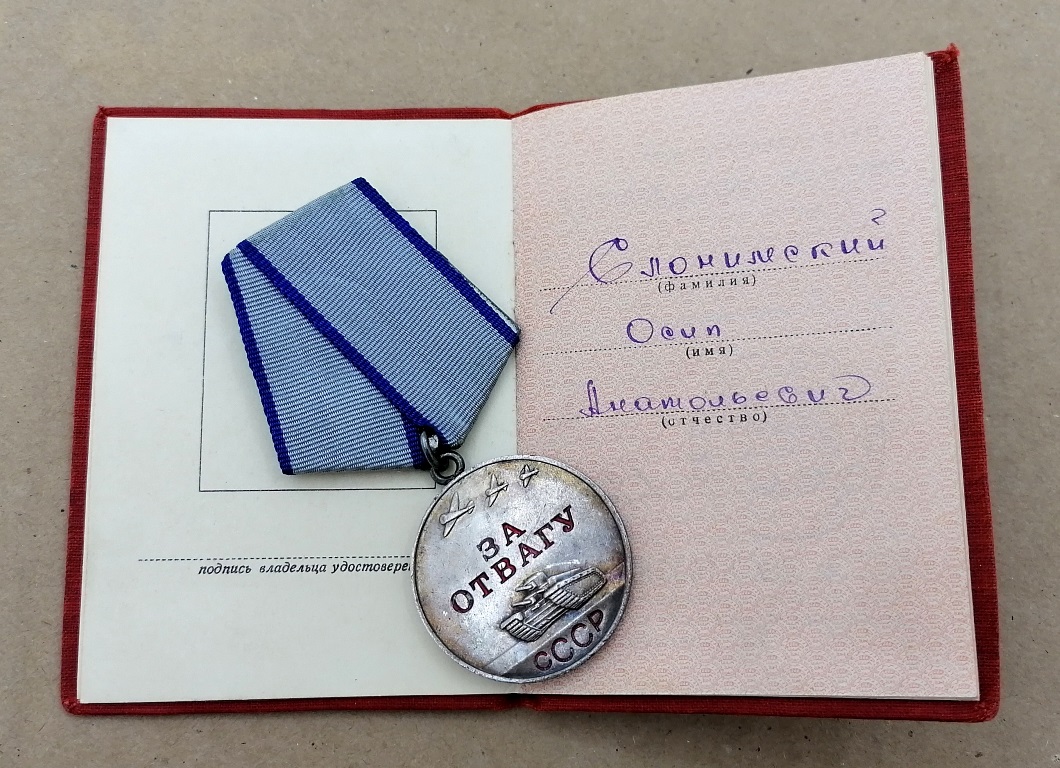 подпись владельца удостовере
Слонимский
(фамилия)
Осип
(имя)
Анатольевич
(отчество)
ЗА
ОТВАГУ
СССР